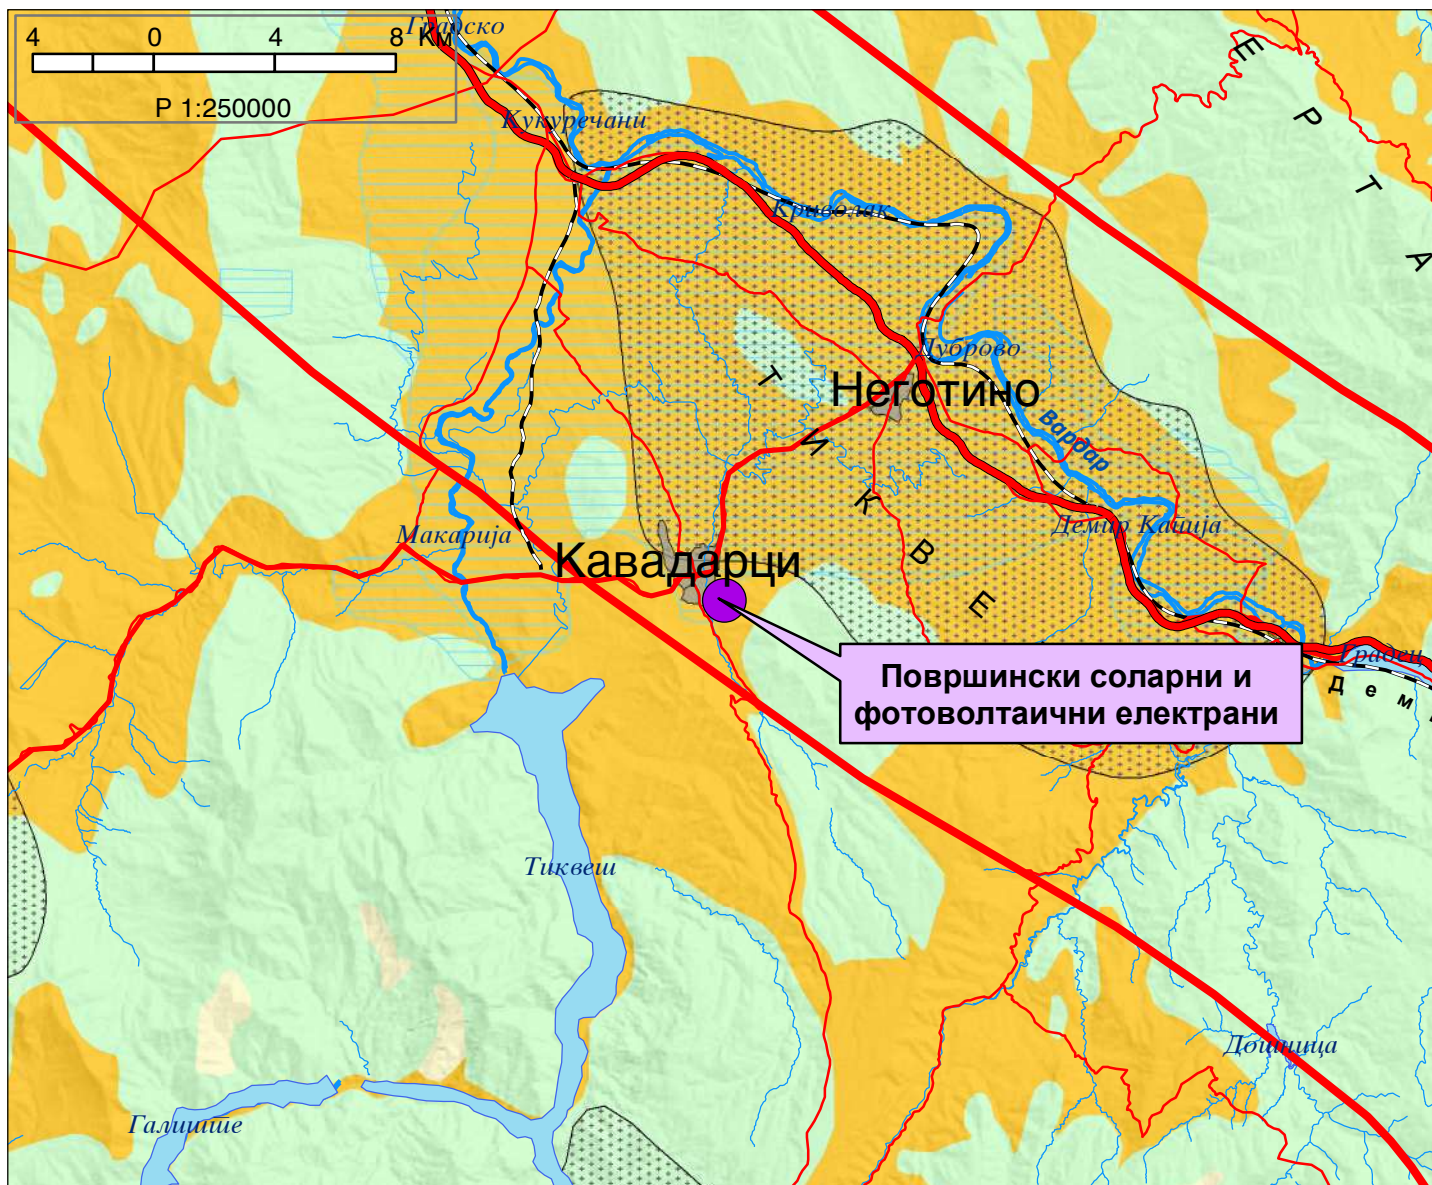 4 0 4 8 Км
Р 1:250000
Градско
Кукуречани
Криволак
Дуброво
Неготино
Вардар
Демир Капија
Макарија
Кавадарци
Т И К В Е
Е Р Т А
Градец
Д е м
Површински соларни и
фотоволтаични електрани
Тиквеш
Дошница
Галиште